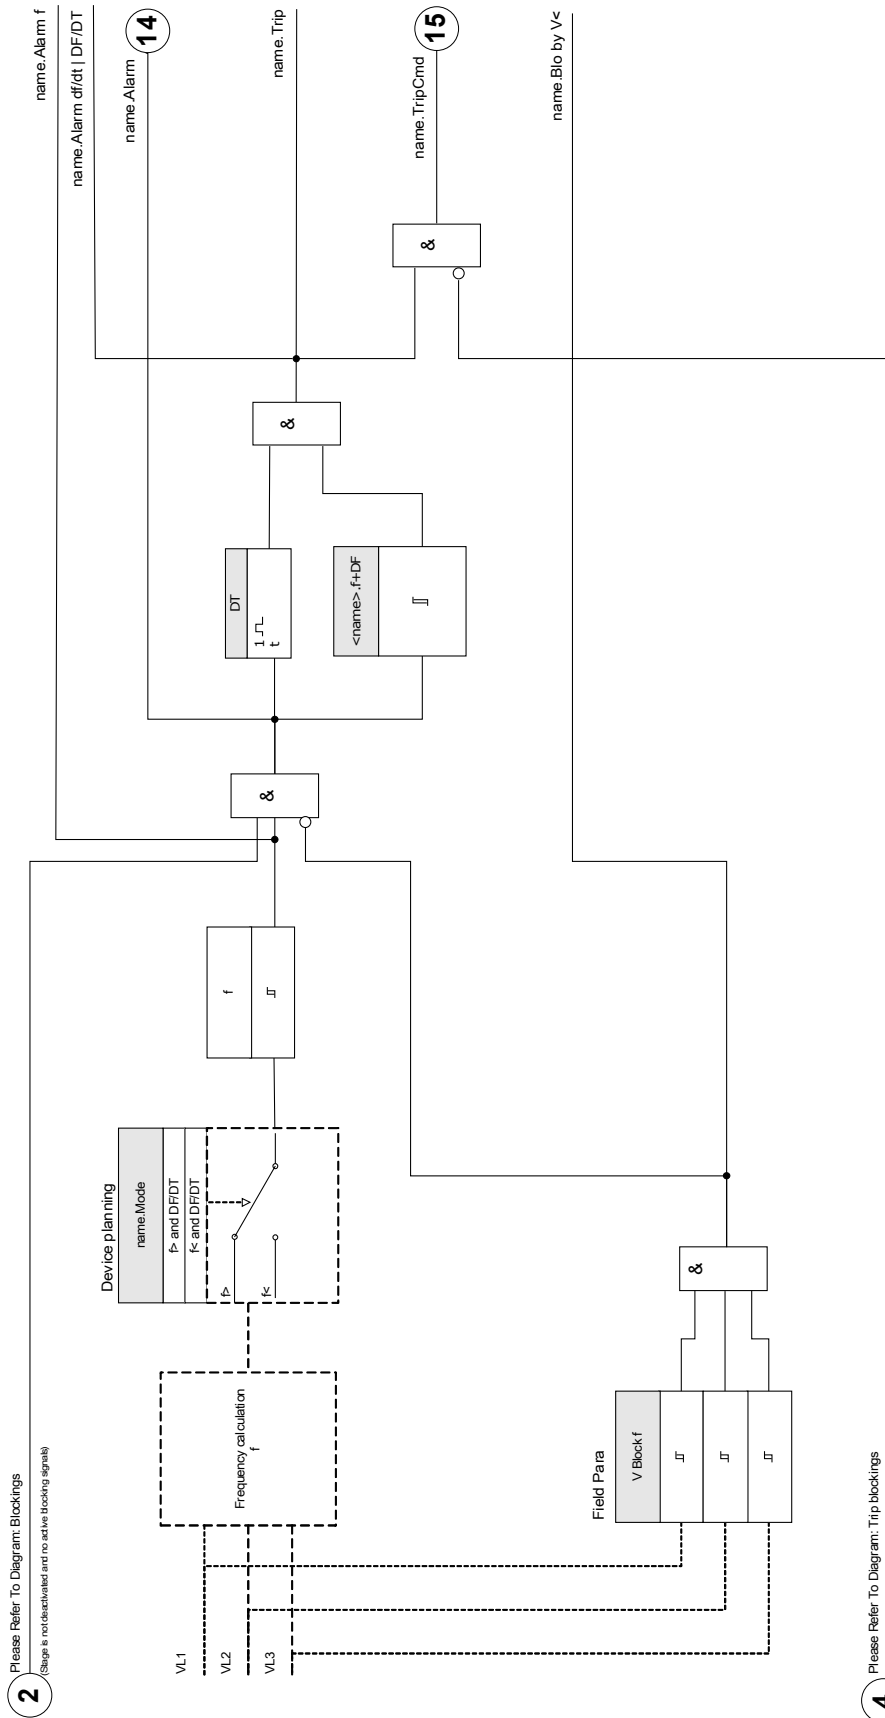 2
Please Refer To Diagram: Blockings
(Stage is not deactivated and no active blocking signals)
name.Alarm f
name.Alarm df/dt | DF/DT
name.Alarm
14
name.Trip
name.TripCmd
15
name.Blo by V<
&
&
DT
1
t
<name>.f+DF
&
f
Device planning
name.Mode
f> and DF/DT
f< and DF/DT
f>
f<
Frequency calculation
f
VL1
VL2
VL3
Field Para
V Block f
&
4
Please Refer To Diagram: Trip blockings